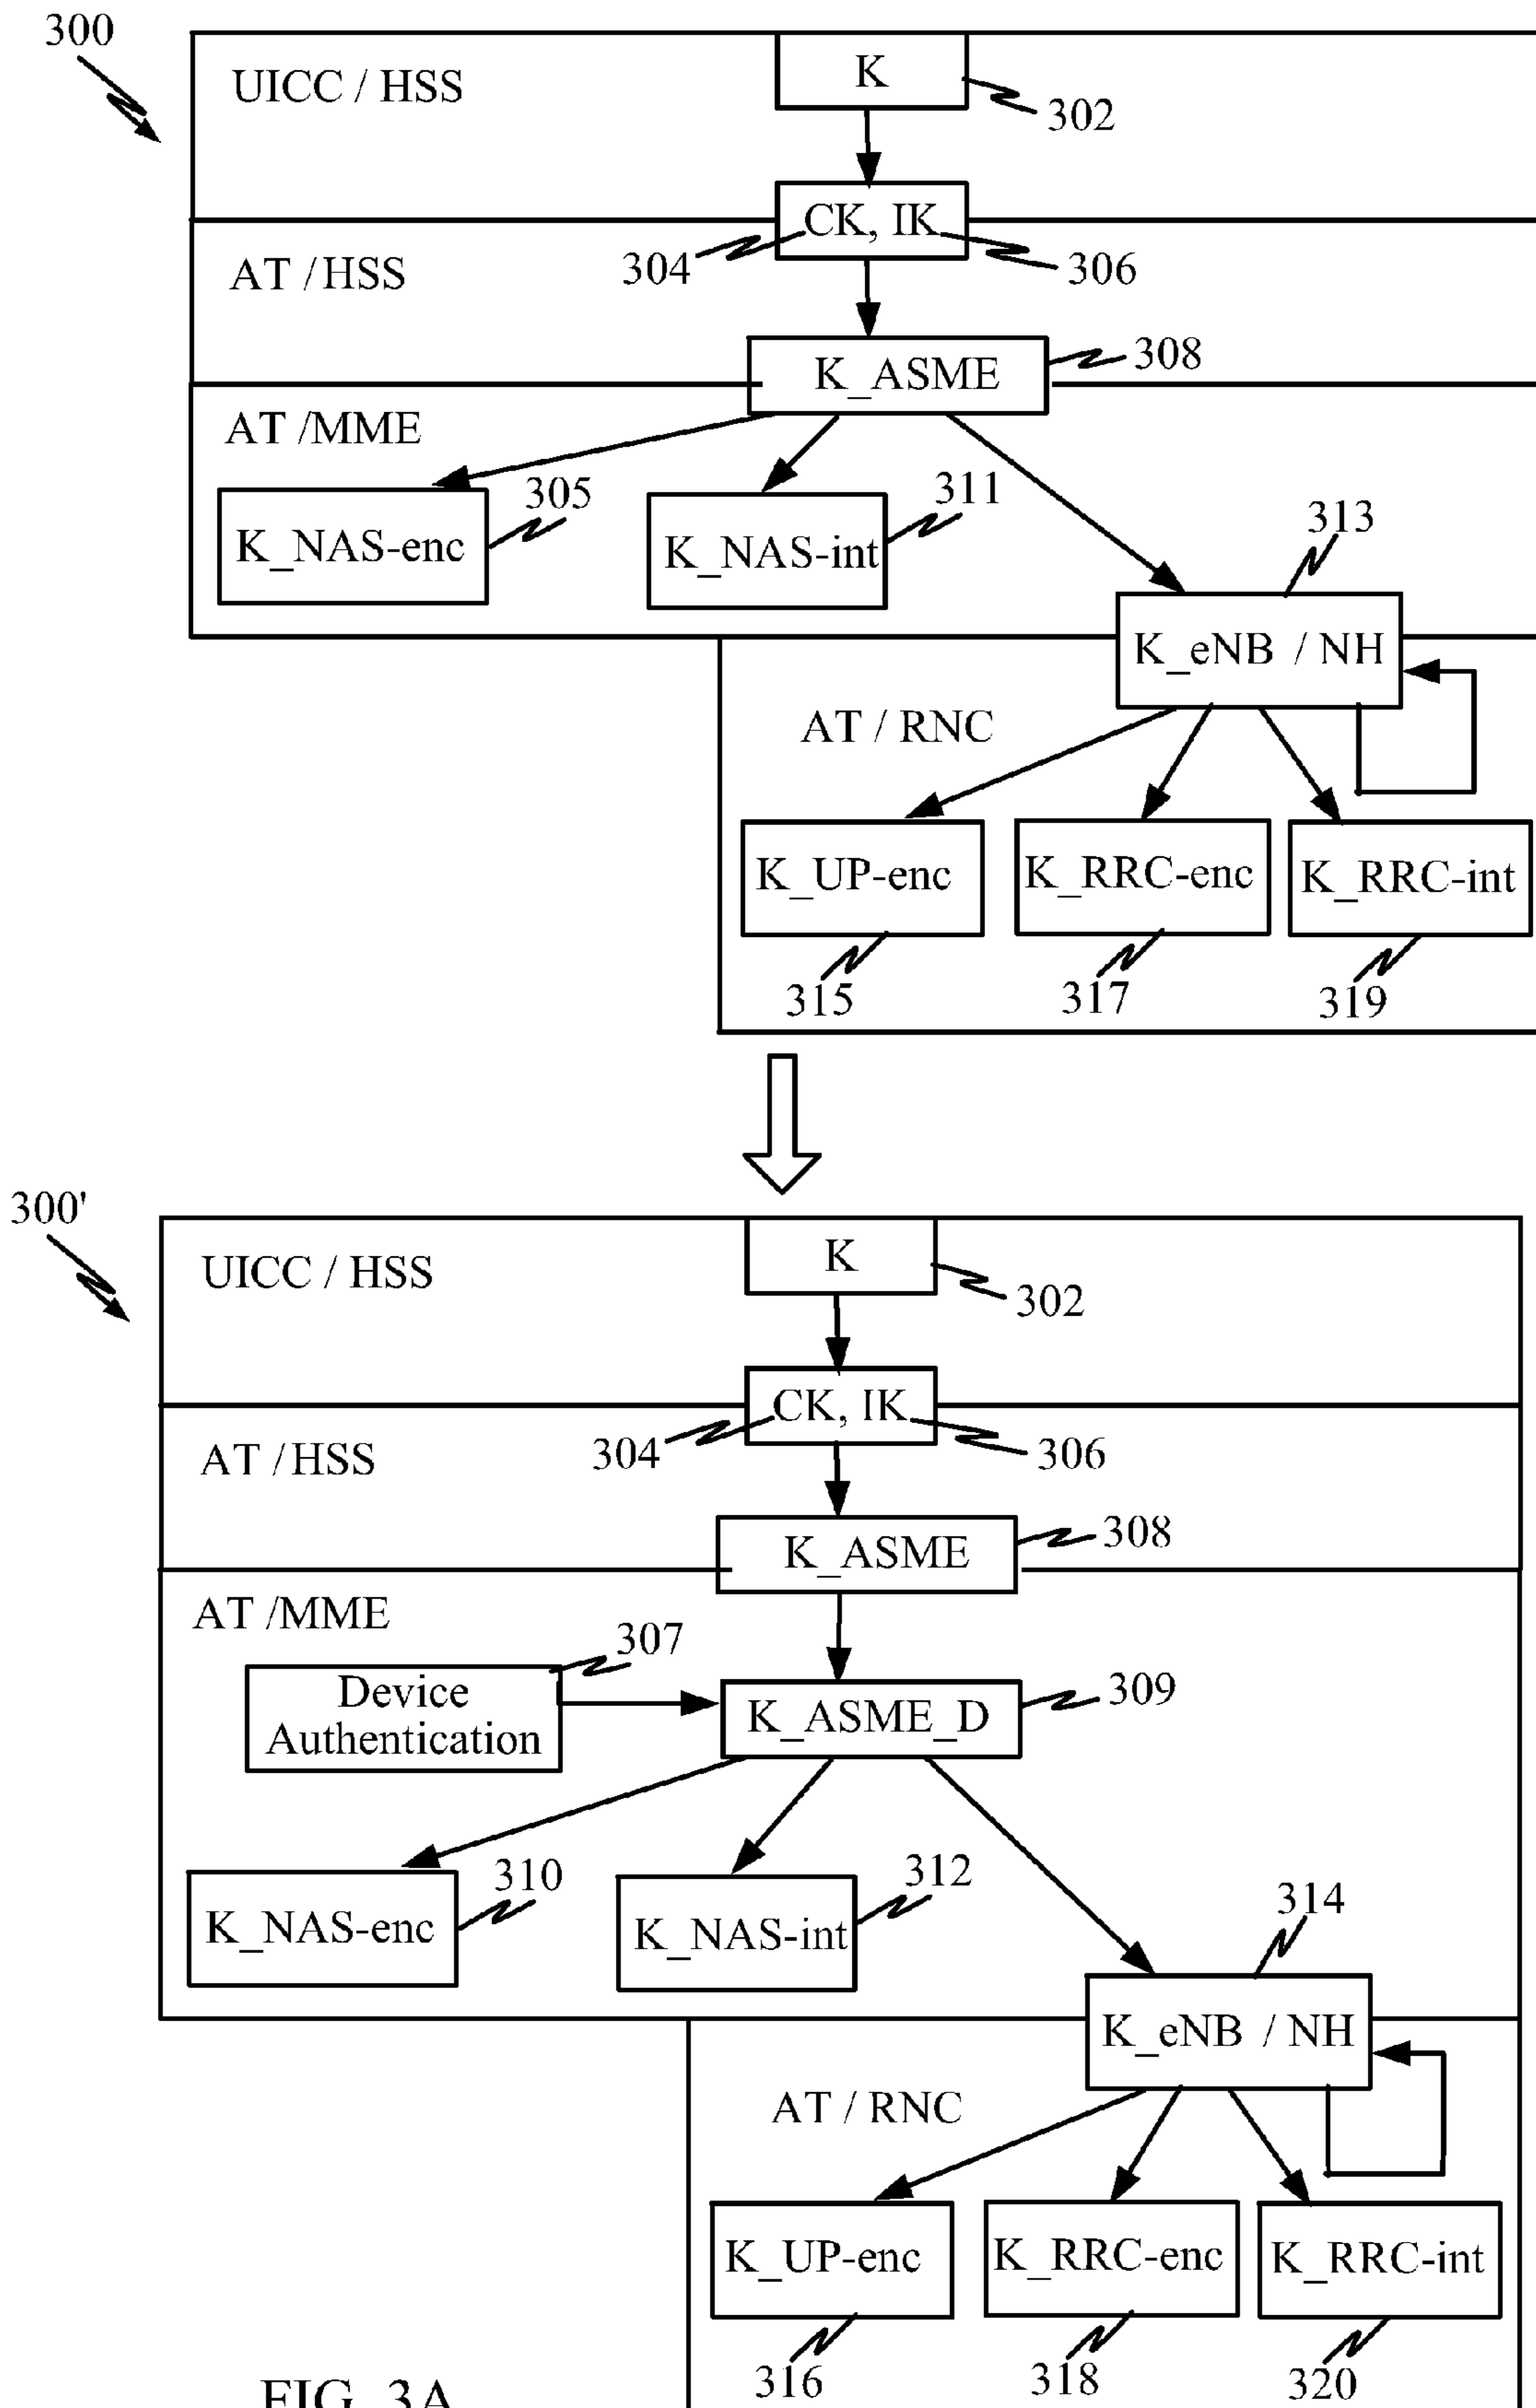 300
UICC / HSS
K
302
CK, IK
304
306
AT / HSS
K_ASME
308
AT /MME
305
311
K_NAS-enc
K_NAS-int
313
K_eNB / NH
AT / RNC
K_UP-enc
K_RRC-enc
K_RRC-int
315
317
319
300'
UICC / HSS
K
302
CK, IK
304
306
AT / HSS
K_ASME
308
AT /MME
307
Device
Authentication
K_ASME_D
309
310
312
K_NAS-enc
K_NAS-int
314
K_eNB / NH
AT / RNC
K_UP-enc
K_RRC-enc
K_RRC-int
316
318
320
FIG. 3A